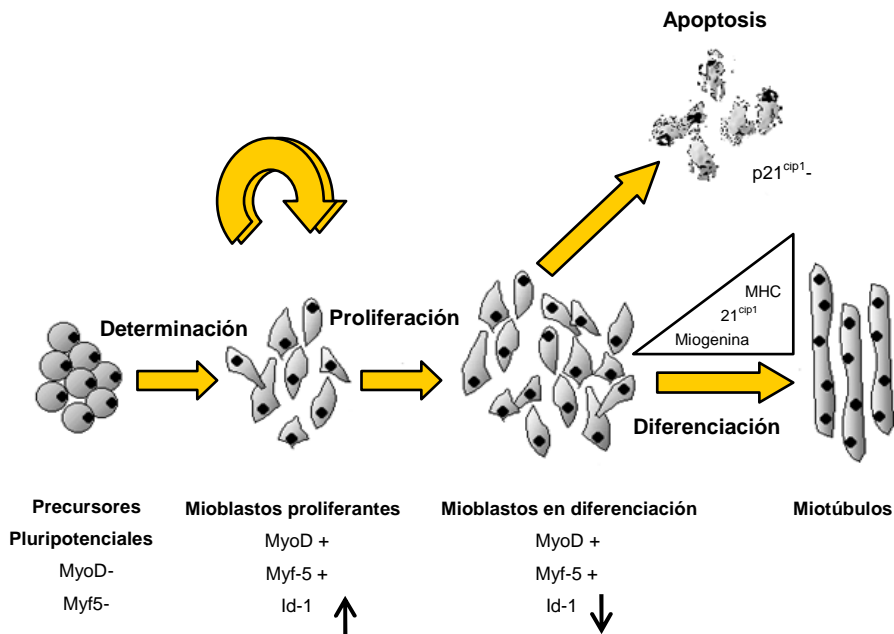 Apoptosis
p21cip1-
MHC
21cip1
Miogenina
Determinación
Proliferación
Diferenciación
Precursores
Pluripotenciales
MyoD-
Myf5-
Mioblastos proliferantes
MyoD +
Myf-5 +
Id-1
Mioblastos en diferenciación
MyoD +
Myf-5 +
Id-1
Miotúbulos